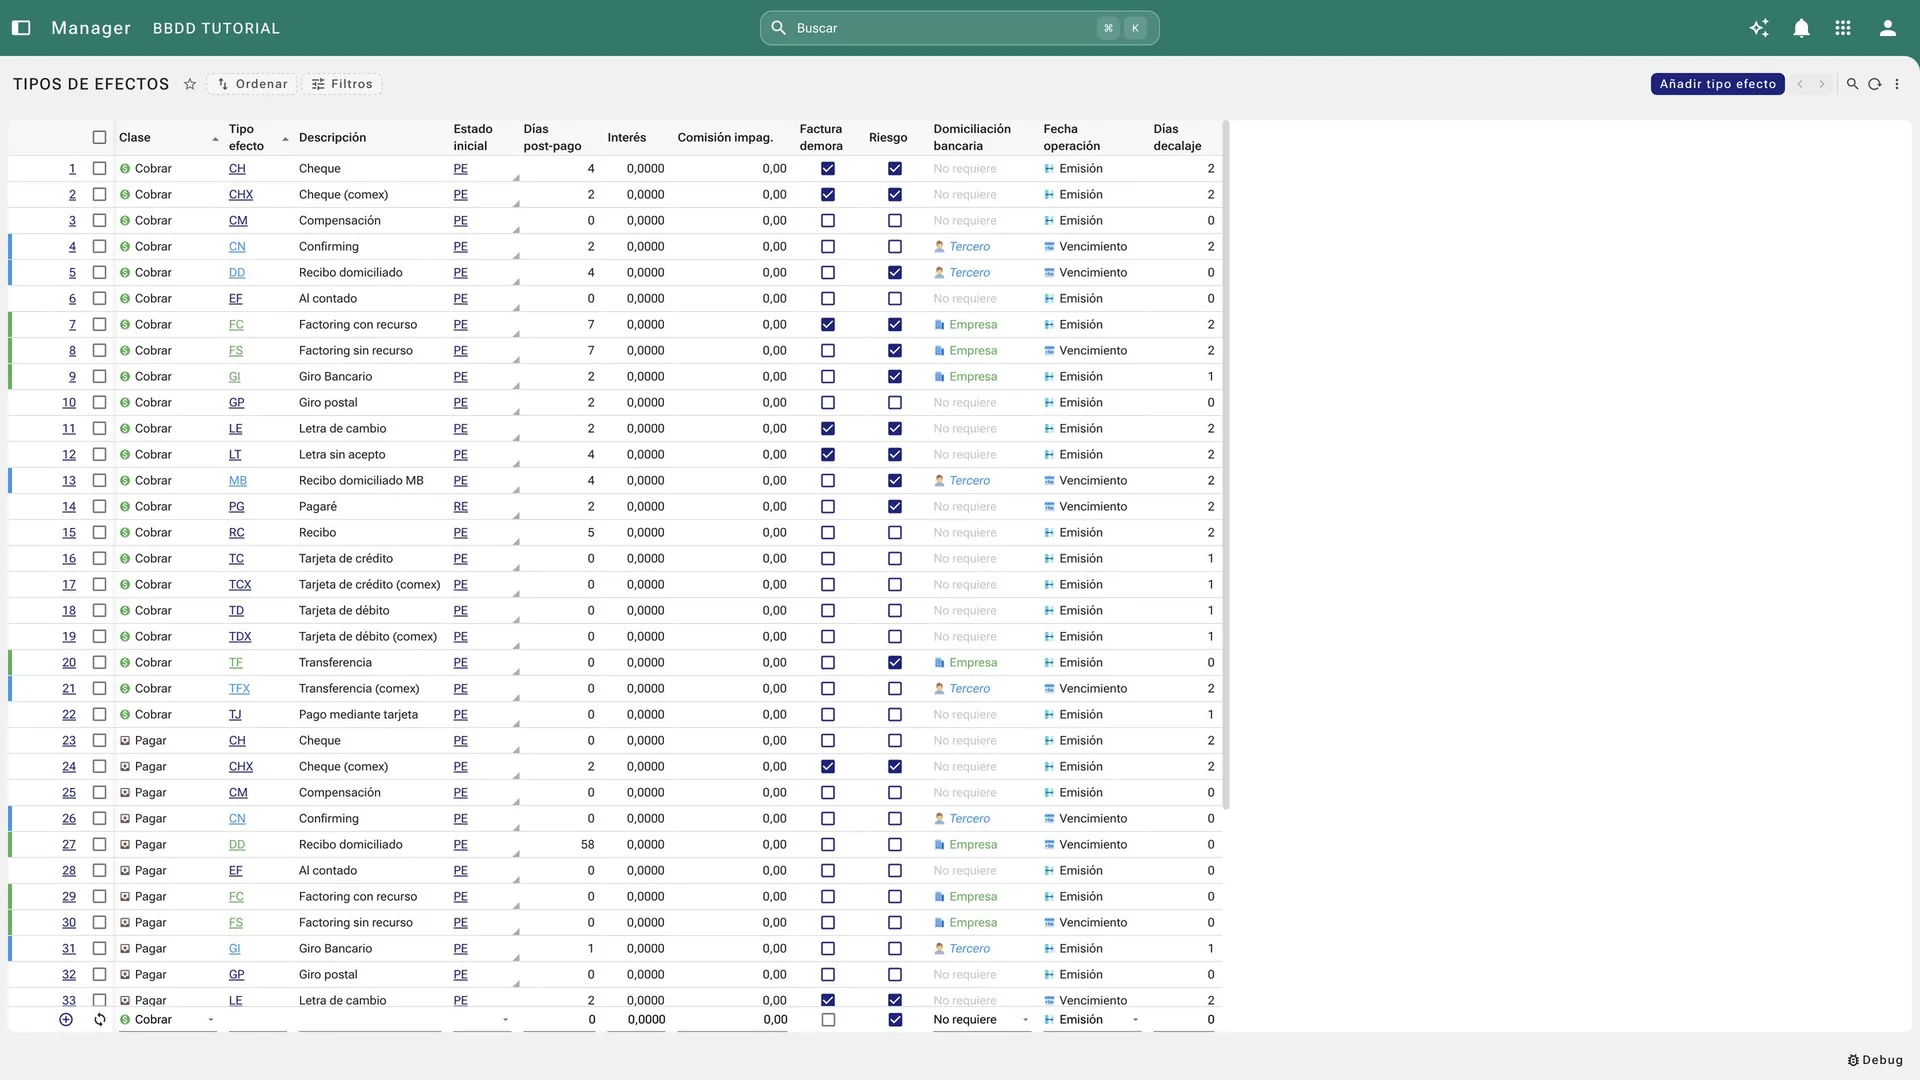 Manager BBDD TUTORIAL Buscar ⌘ K
TIPOS DE EFECTOS Ordenar Filtros Añadir tipo efecto
Clase Tipo efecto Descripción Estado inicial Días post-pago Interés Comisión impag. Factura demora Riesgo Domiciliación bancaria Fecha operación Días decalaje
1 Cobrar CH Cheque PE 4 0,0000 0,00 No requiere Emisión 2
2 Cobrar CHX Cheque (comex) PE 2 0,0000 0,00 No requiere Emisión 2
3 Cobrar CM Compensación PE 0 0,0000 0,00 No requiere Emisión 0
4 Cobrar CN Confirming PE 2 0,0000 0,00 Tercero Vencimiento 2
5 Cobrar DD Recibo domiciliado PE 4 0,0000 0,00 Tercero Vencimiento 0
6 Cobrar EF Al contado PE 0 0,0000 0,00 No requiere Emisión 0
7 Cobrar FC Factoring con recurso PE 7 0,0000 0,00 Empresa Emisión 2
8 Cobrar FS Factoring sin recurso PE 7 0,0000 0,00 Empresa Vencimiento 2
9 Cobrar GI Giro Bancario PE 2 0,0000 0,00 Empresa Emisión 1
10 Cobrar GP Giro postal PE 2 0,0000 0,00 No requiere Emisión 0
11 Cobrar LE Letra de cambio PE 2 0,0000 0,00 No requiere Emisión 2
12 Cobrar LT Letra sin acepto PE 4 0,0000 0,00 No requiere Emisión 2
13 Cobrar MB Recibo domiciliado MB PE 4 0,0000 0,00 Tercero Vencimiento 2
14 Cobrar PG Pagaré RE 2 0,0000 0,00 No requiere Vencimiento 2
15 Cobrar RC Recibo PE 5 0,0000 0,00 No requiere Emisión 2
16 Cobrar TC Tarjeta de crédito PE 0 0,0000 0,00 No requiere Emisión 1
17 Cobrar TCX Tarjeta de crédito (comex) PE 0 0,0000 0,00 No requiere Emisión 1
18 Cobrar TD Tarjeta de débito PE 0 0,0000 0,00 No requiere Emisión 1
19 Cobrar TDX Tarjeta de débito (comex) PE 0 0,0000 0,00 No requiere Emisión 1
20 Cobrar TF Transferencia PE 0 0,0000 0,00 Empresa Emisión 0
21 Cobrar TFX Transferencia (comex) PE 0 0,0000 0,00 Tercero Vencimiento 2
22 Cobrar TJ Pago mediante tarjeta PE 0 0,0000 0,00 No requiere Emisión 1
23 Pagar CH Cheque PE 0 0,0000 0,00 No requiere Emisión 2
24 Pagar CHX Cheque (comex) PE 2 0,0000 0,00 No requiere Emisión 2
25 Pagar CM Compensación PE 0 0,0000 0,00 No requiere Emisión 0
26 Pagar CN Confirming PE 0 0,0000 0,00 Tercero Vencimiento 0
27 Pagar DD Recibo domiciliado PE 58 0,0000 0,00 Empresa Vencimiento 0
28 Pagar EF Al contado PE 0 0,0000 0,00 No requiere Emisión 0
29 Pagar FC Factoring con recurso PE 0 0,0000 0,00 Empresa Emisión 0
30 Pagar FS Factoring sin recurso PE 0 0,0000 0,00 Empresa Vencimiento 0
31 Pagar GI Giro Bancario PE 1 0,0000 0,00 Tercero Emisión 1
32 Pagar GP Giro postal PE 0 0,0000 0,00 No requiere Emisión 0
33 Pagar LE Letra de cambio PE 2 0,0000 0,00 No requiere Vencimiento 2
Cobrar 0 0,0000 0,00 No requiere Emisión 0
Debug